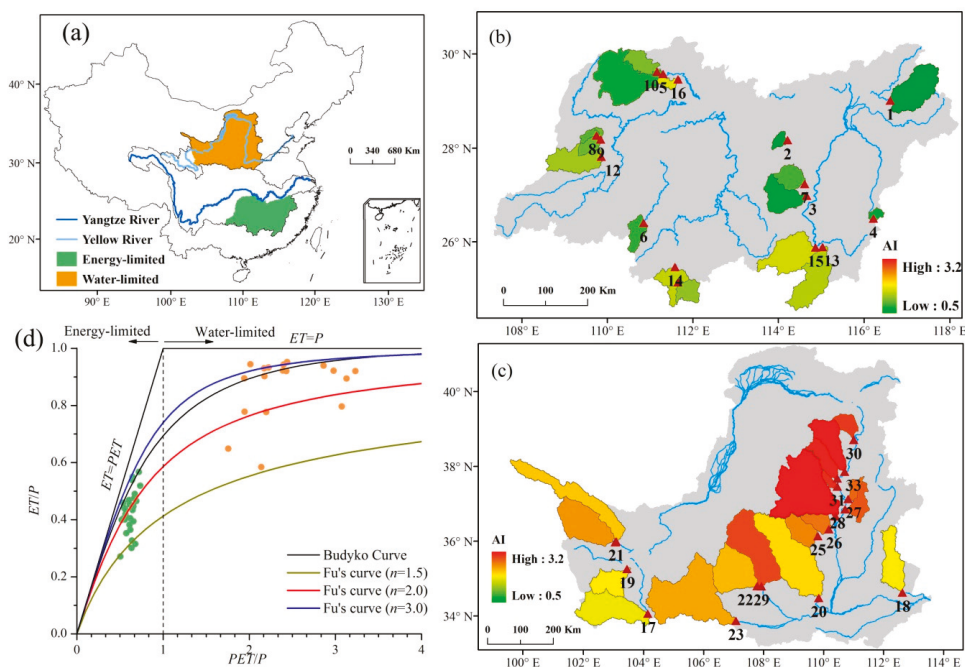 (a)
50° N
40° N
30° N
20° N
0 340 680 Km
Yangtze River
Yellow River
Energy-limited
Water-limited
90° E 100° E 110° E 120° E 130° E
(b)
30° N
28° N
26° N
10 5 16
1
8 9
12
2
7
3
4
6
15 13
14
AI
High : 3.2
Low : 0.5
0 100 200 Km
108° E 110° E 112° E 114° E 116° E 118° E
(d)
Energy-limited Water-limited
ET=P
ET=PET
ET/P
1.0
0.8
0.6
0.4
0.2
0.0
Budyko Curve
Fu's curve (n=1.5)
Fu's curve (n=2.0)
Fu's curve (n=3.0)
0 1 2 3 4
PET/P
(c)
40° N
38° N
36° N
34° N
30
33
31
27
28
26
25
21
19
17
23
22 29
20
18
AI
High : 3.2
Low : 0.5
0 100 200 Km
100° E 102° E 104° E 106° E 108° E 110° E 112° E